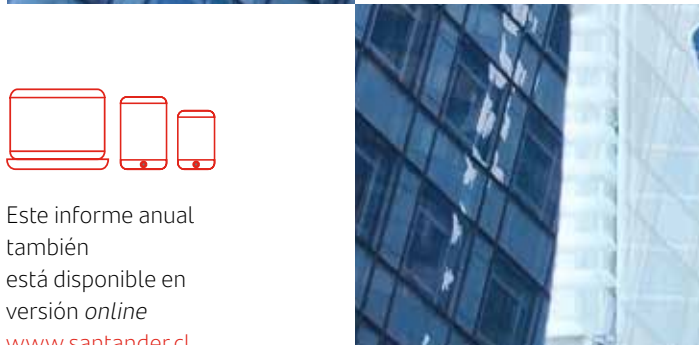 Este informe anual
también
está disponible en
versión online
www.santander.cl